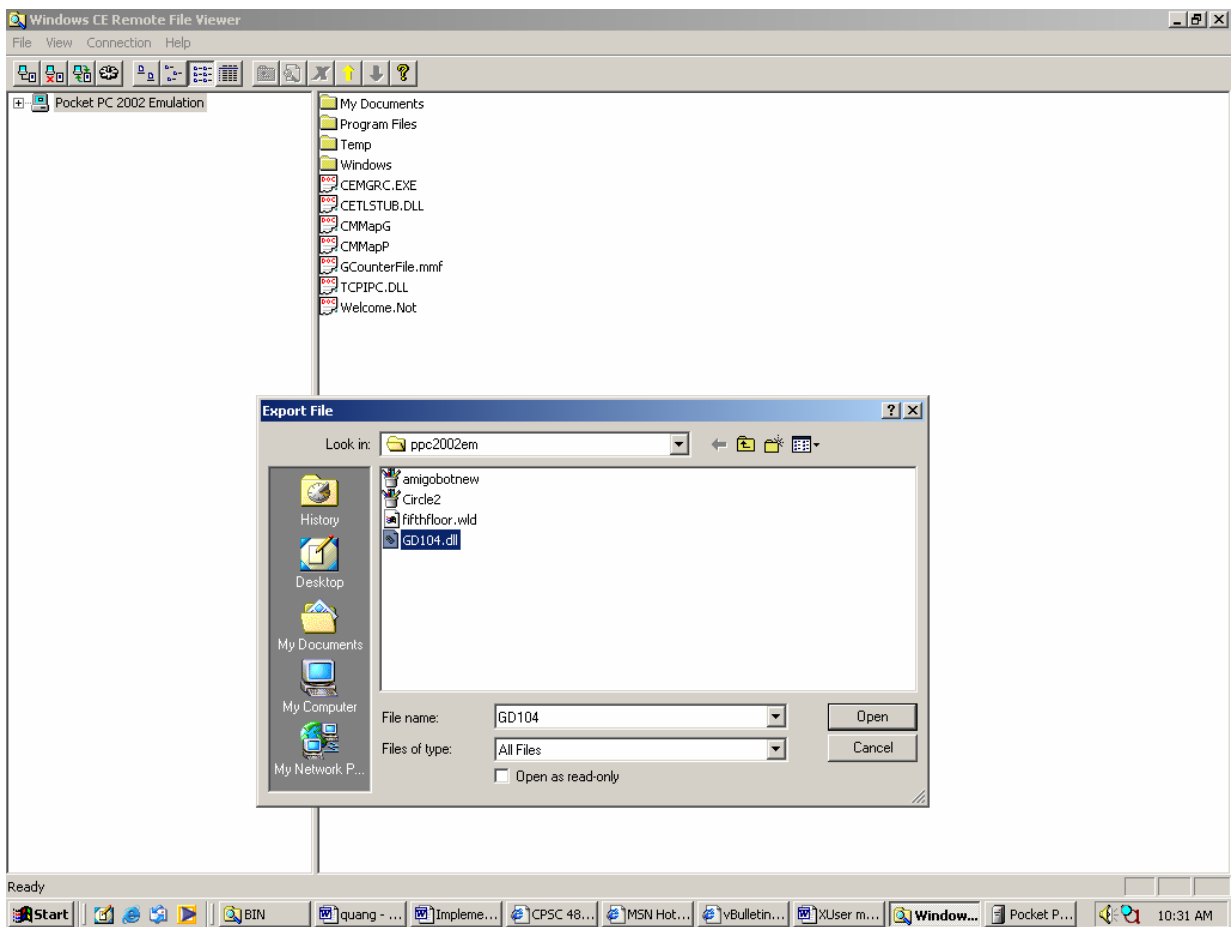 Windows CE Remote File Viewer
File View Connection Help
Pocket PC 2002 Emulation
My Documents
Program Files
Temp
Windows
CEMGRC.EXE
CETLSTUB.DLL
CMMapG
CMMapP
GCounterFile.mmf
TCPIPC.DLL
Welcome.Not
Export File
Look in: ppc2002em
History
Desktop
My Documents
My Computer
My Network P...
amigobotnew
Circle2
fifthfloor.wld
GD104.dll
File name: GD104 Open
Files of type: All Files Cancel
Open as read-only
Ready
Start BIN quang - ... Impleme... CPSC 48... MSN Hot... vBulletin... XUser m... Window... Pocket P... 10:31 AM